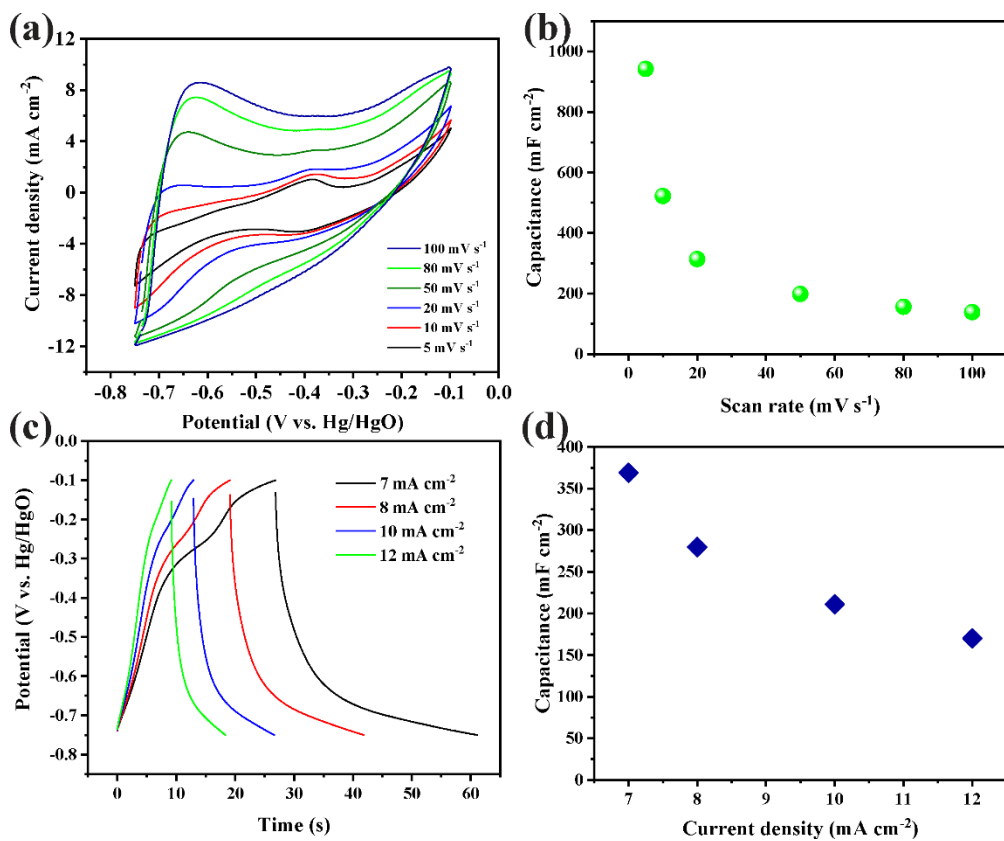 (a)
12
8
4
0
-4
-8
-12
Current density (mA cm⁻²)
100 mV s⁻¹
80 mV s⁻¹
50 mV s⁻¹
20 mV s⁻¹
10 mV s⁻¹
5 mV s⁻¹
-0.8 -0.7 -0.6 -0.5 -0.4 -0.3 -0.2 -0.1 0.0
Potential (V vs. Hg/HgO)
(b)
1000
800
600
400
200
0
Capacitance (mF cm⁻²)
0 20 40 60 80 100
Scan rate (mV s⁻¹)
(c)
0.0
-0.1
-0.2
-0.3
-0.4
-0.5
-0.6
-0.7
-0.8
Potential (V vs. Hg/HgO)
7 mA cm⁻²
8 mA cm⁻²
10 mA cm⁻²
12 mA cm⁻²
0 10 20 30 40 50 60
Time (s)
(d)
400
350
300
250
200
150
100
50
0
Capacitance (mF cm⁻²)
7 8 9 10 11 12
Current density (mA cm⁻²)